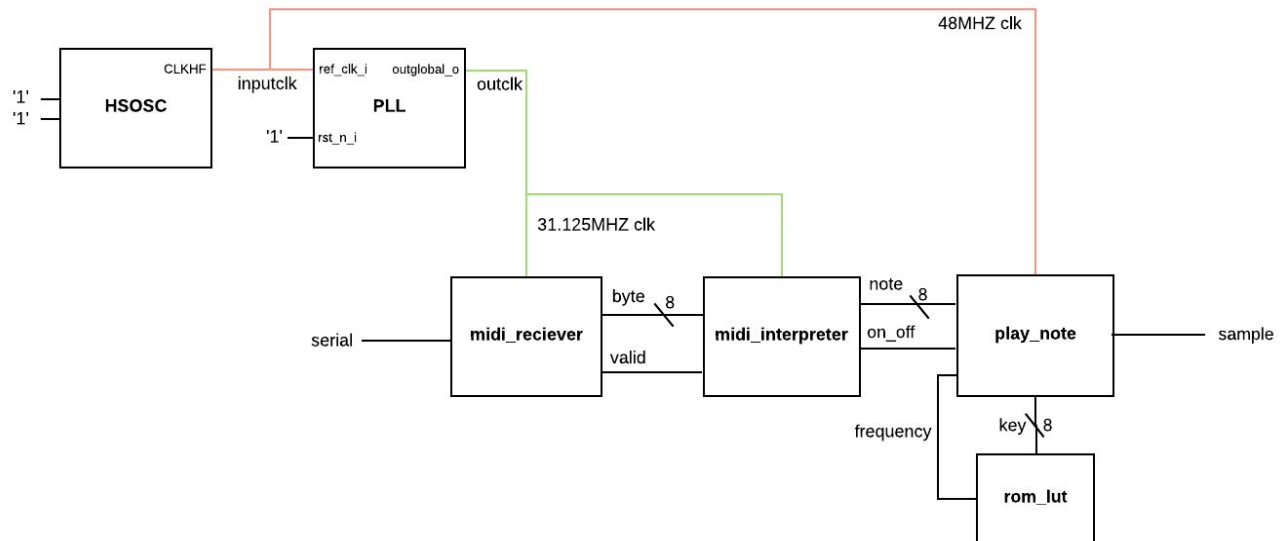 48MHZ clk
CLKHF
inputclk
ref_clk_i
outglobal_o
outclk
'1'
'1'
HSOSC
PLL
'1'
rst_n_i
31.125MHZ clk
byte
8
note
8
serial
midi_reciever
midi_interpreter
on_off
play_note
sample
valid
frequency
key
8
rom_lut